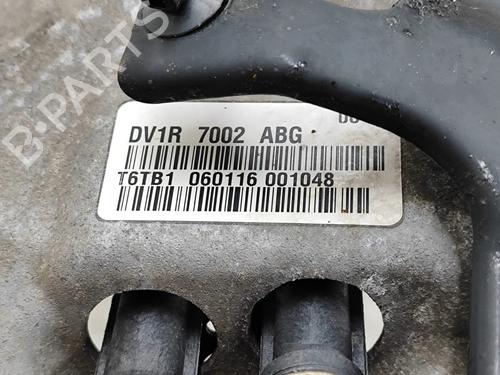 DV1R 7002 ABG
T6TB1 060116 001048
B-PARTS